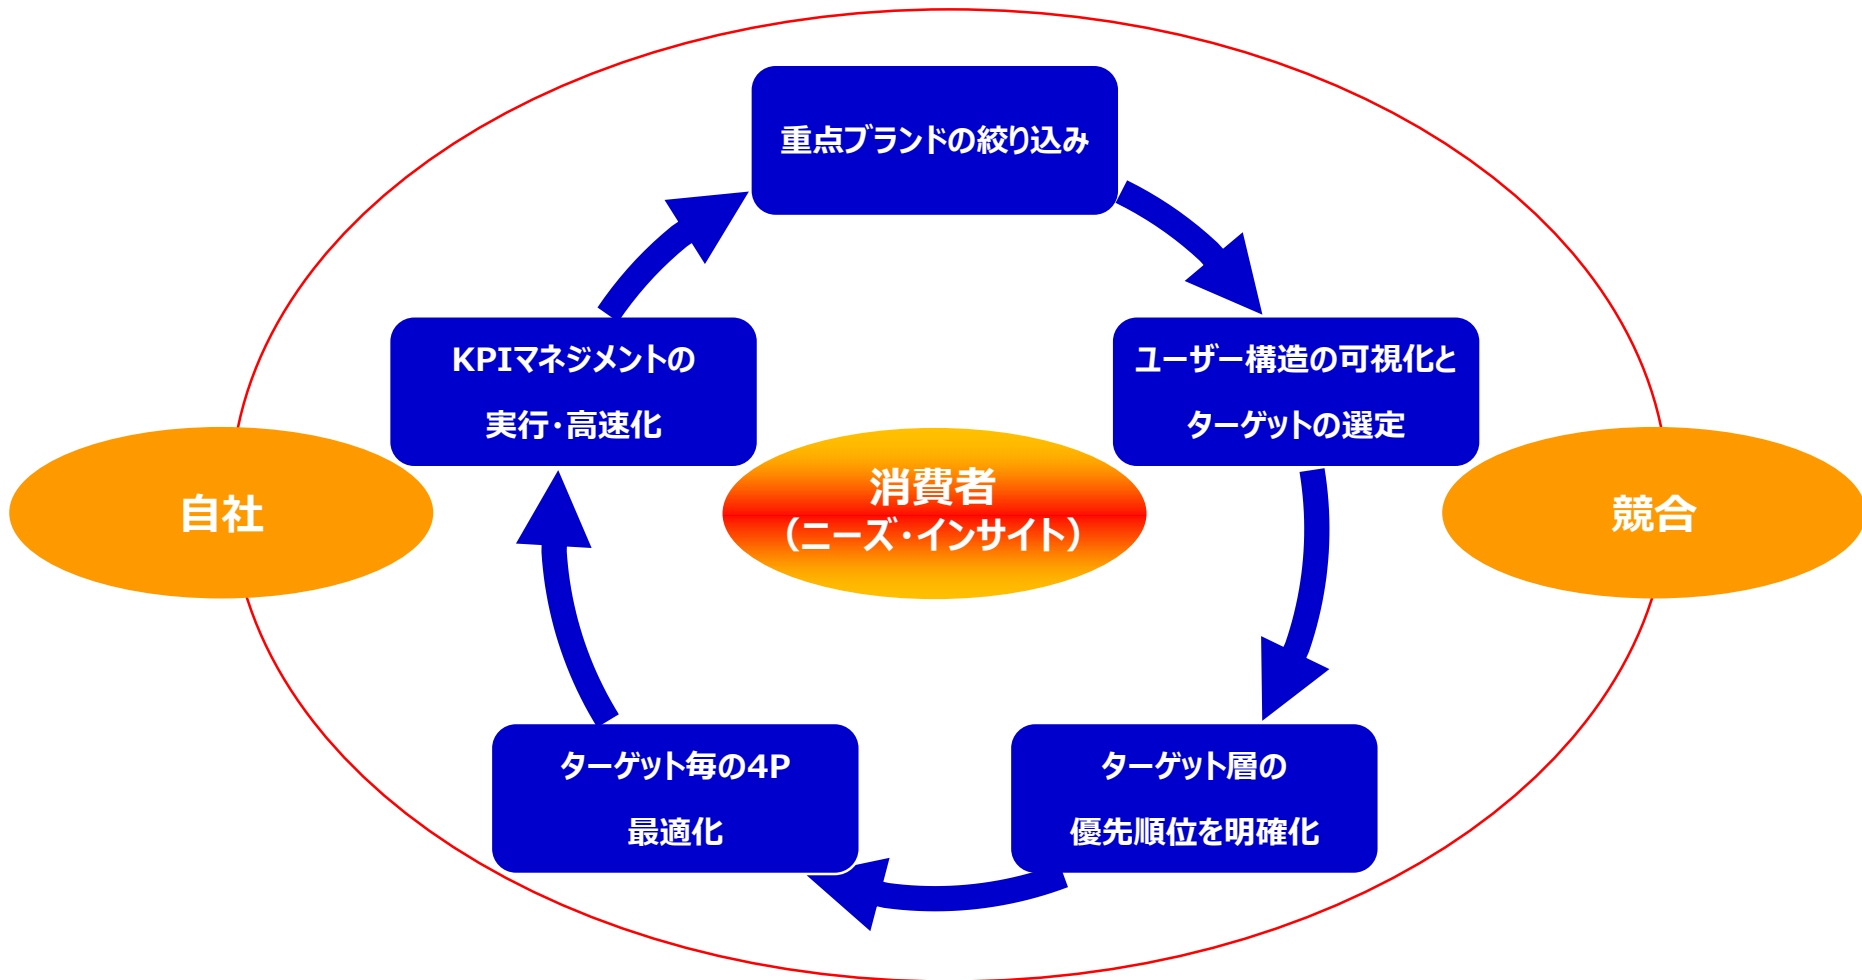 重点ブランドの絞り込み
KPIマネジメントの
実行・高速化
ユーザー構造の可視化と
ターゲットの選定
自社
消費者
（ニーズ・インサイト）
競合
ターゲット毎の4P
最適化
ターゲット層の
優先順位を明確化